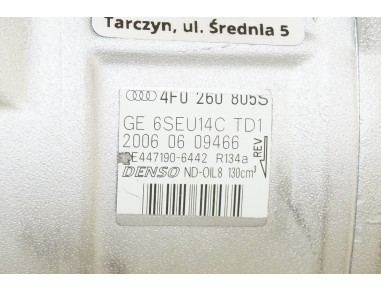 Tarczyn, ul. Średnia 5
4F0 260 805S
GE 6SEU14C TD1
2006 06 09466
GE447190-6442 R134a
REV
DENSO ND-OIL8 130cm³